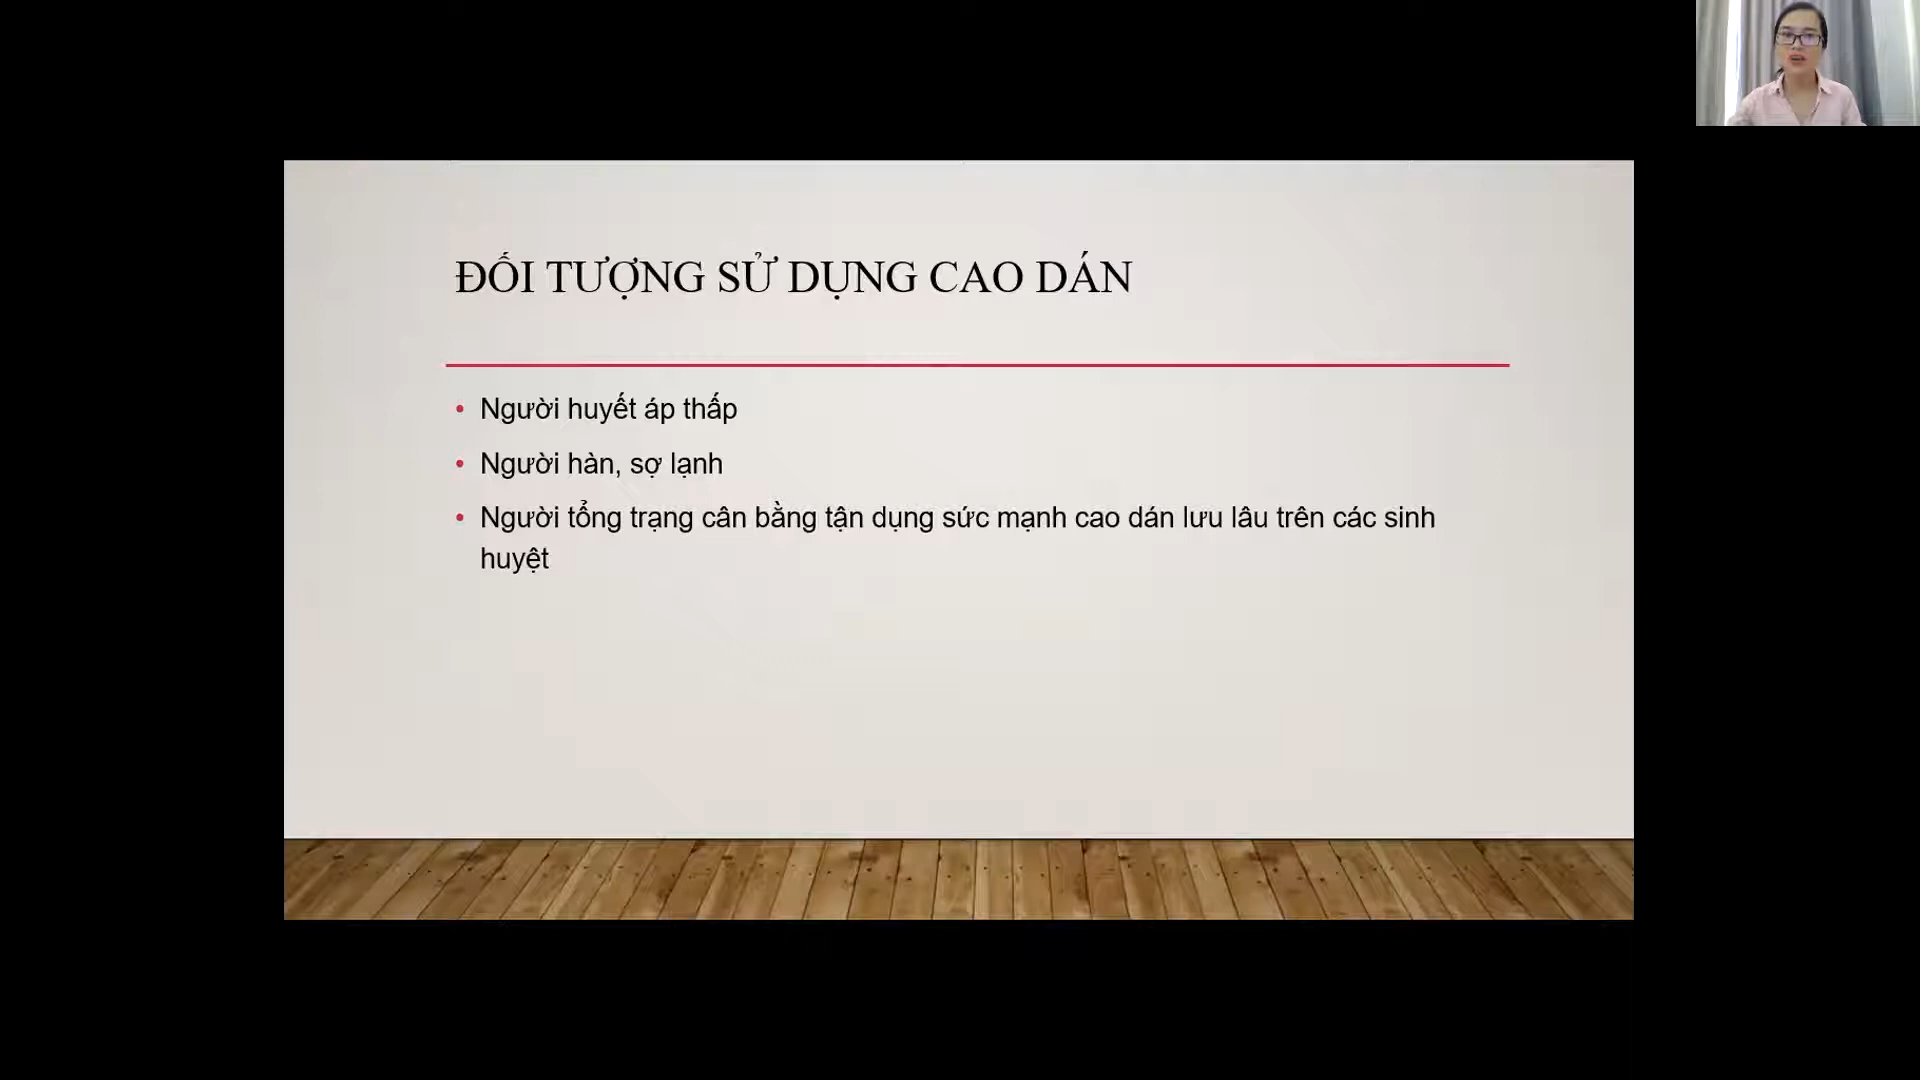 ĐỐI TƯỢNG SỬ DỤNG CAO DÁN
• Người huyết áp thấp
• Người hàn, sợ lạnh
• Người tổng trạng cân bằng tận dụng sức mạnh cao dán lưu lâu trên các sinh
huyệt